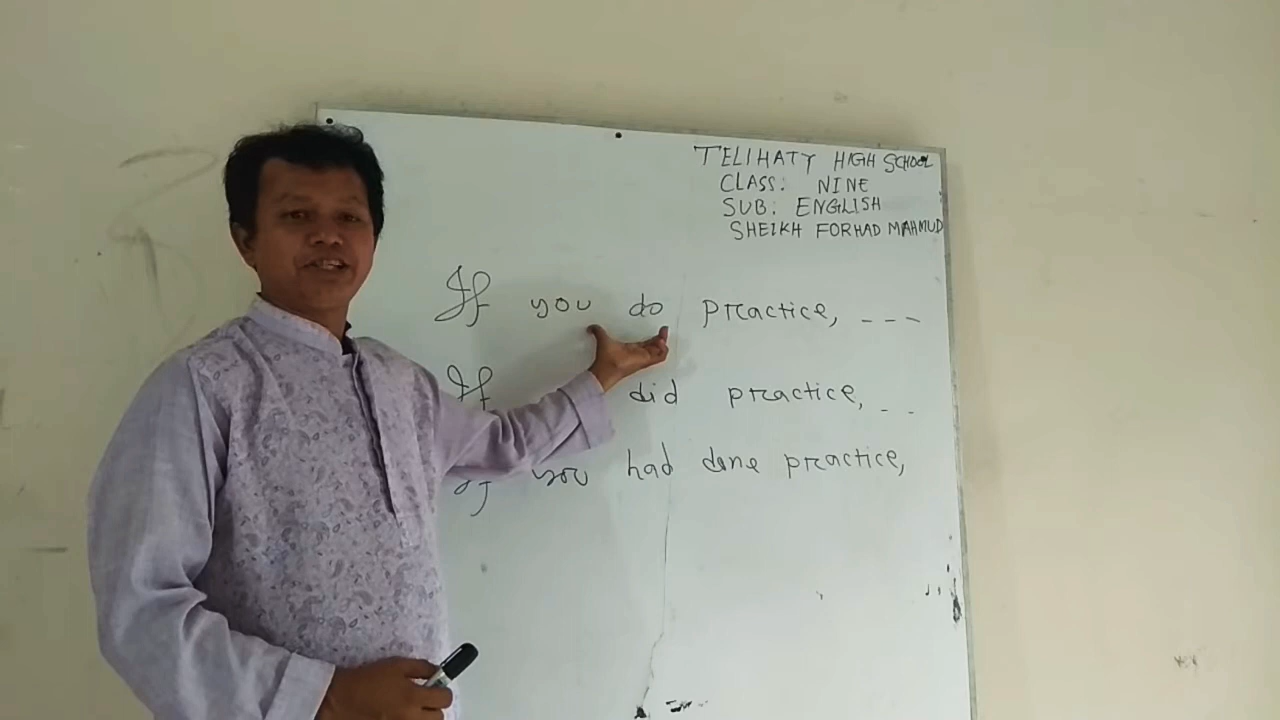 TELIHATY HIGH SCHOOL
CLASS: NINE
SUB: ENGLISH
SHEIKH FORHAD MAHMUD
If you do practice, ---
If did practice, --
If you had done practice,